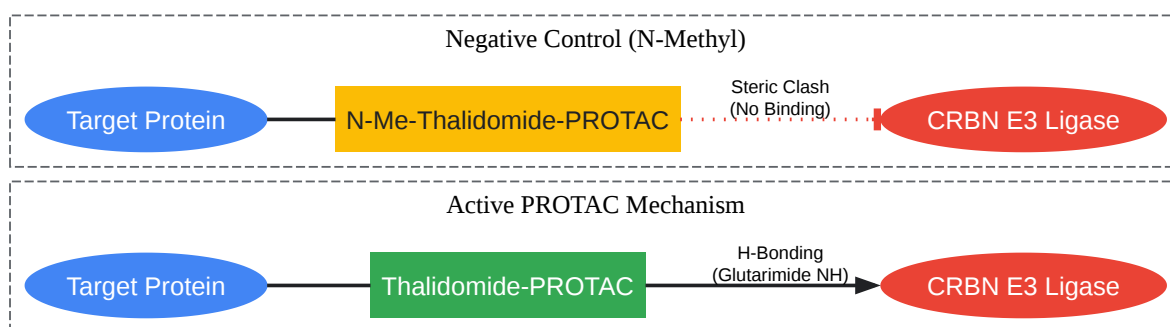 Negative Control (N-Methyl)
Target Protein
N-Me-Thalidomide-PROTAC
Steric Clash
(No Binding)
CRBN E3 Ligase
Active PROTAC Mechanism
Target Protein
Thalidomide-PROTAC
H-Bonding
(Glutarimide NH)
CRBN E3 Ligase